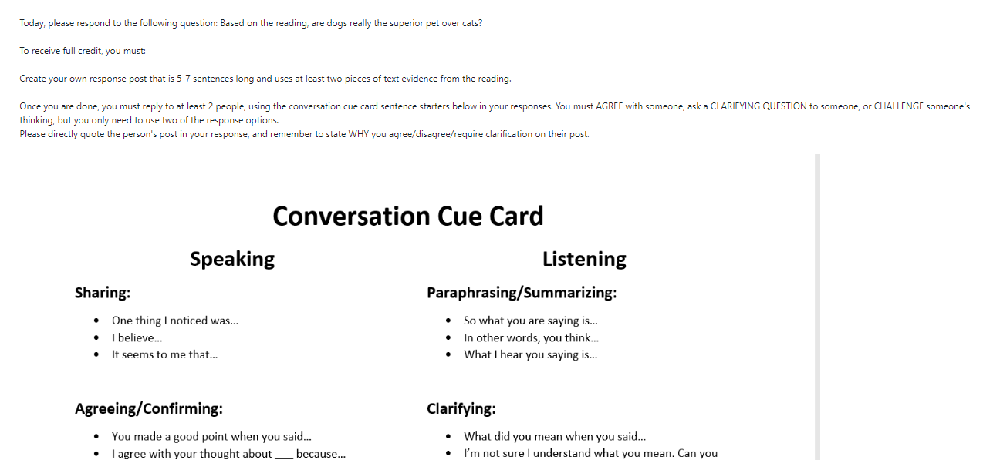 Today, please respond to the following question: Based on the reading, are dogs really the superior pet over cats?
To receive full credit, you must:
Create your own response post that is 5-7 sentences long and uses at least two pieces of text evidence from the reading.
Once you are done, you must reply to at least 2 people, using the conversation cue card sentence starters below in your responses. You must AGREE with someone, ask a CLARIFYING QUESTION to someone, or CHALLENGE someone's
thinking, but you only need to use two of the response options.
Please directly quote the person's post in your response, and remember to state WHY you agree/disagree/require clarification on their post.
Conversation Cue Card
Speaking
Sharing:
• One thing I noticed was...
• I believe...
• It seems to me that...
Agreeing/Confirming:
• You made a good point when you said...
• I agree with your thought about ___ because...
Listening
Paraphrasing/Summarizing:
• So what you are saying is...
• In other words, you think...
• What I hear you saying is...
Clarifying:
• What did you mean when you said...
• I'm not sure I understand what you mean. Can you